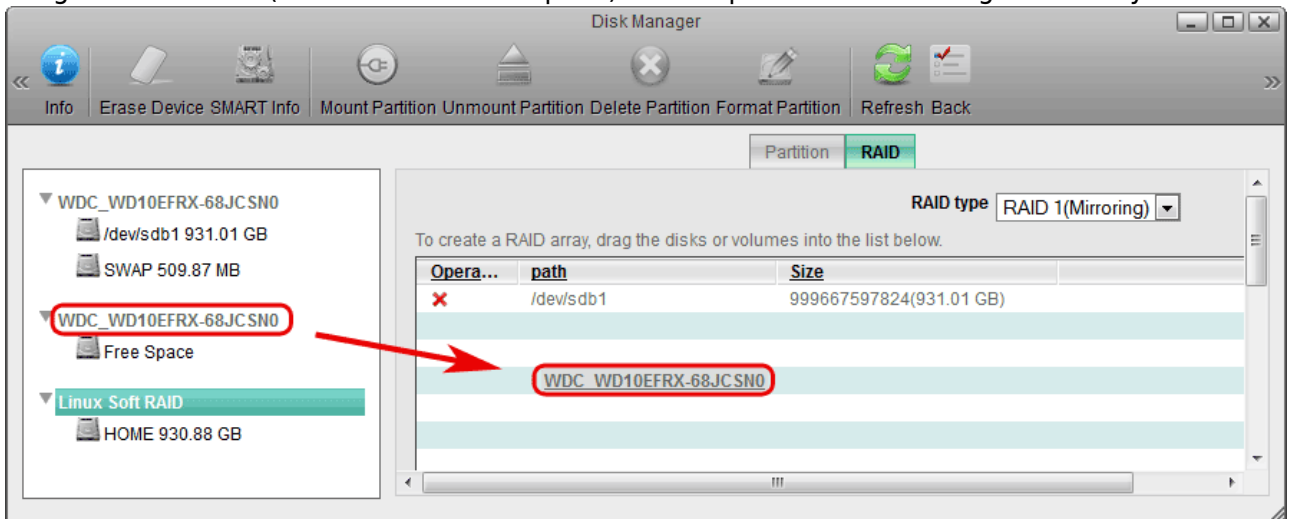 Disk Manager
Info Erase Device SMART Info Mount Partition Unmount Partition Delete Partition Format Partition Refresh Back
Partition RAID
WDC_WD10EFRX-68JCSN0
/dev/sdb1 931.01 GB
SWAP 509.87 MB
WDC_WD10EFRX-68JCSN0
Free Space
Linux Soft RAID
HOME 930.88 GB
RAID type RAID 1(Mirroring)
To create a RAID array, drag the disks or volumes into the list below.
Opera... path Size
/dev/sdb1 999667597824(931.01 GB)
WDC_WD10EFRX-68JCSN0